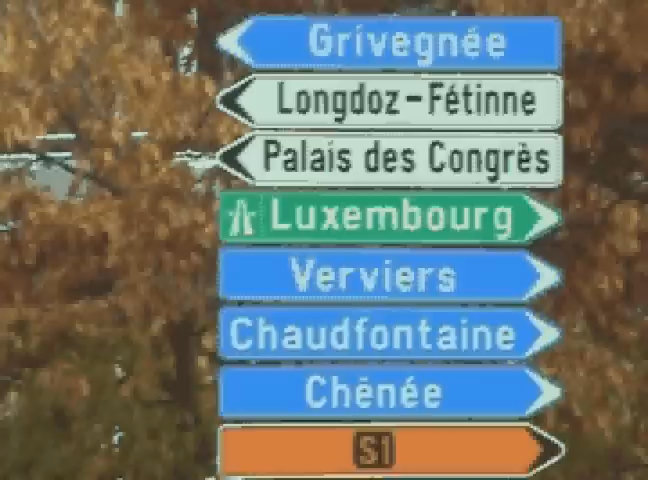 Grivegnée
Longdoz-Fétinne
Palais des Congrès
Luxembourg
Verviers
Chaudfontaine
Chênée
S1